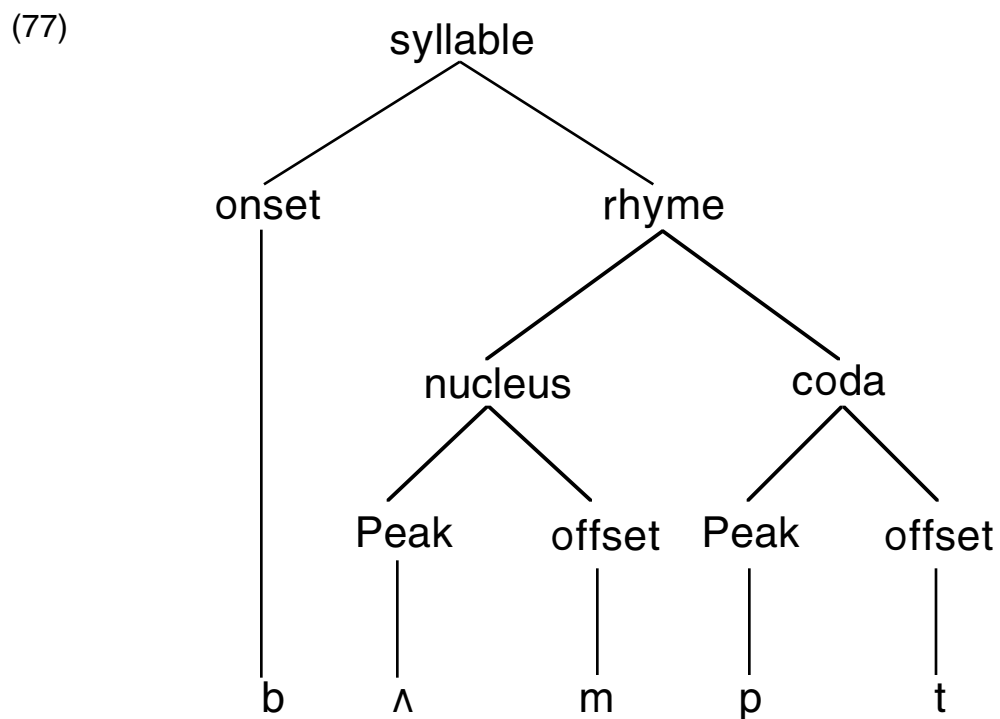 (77)
syllable
onset rhyme
nucleus coda
Peak offset Peak offset
b ʌ m p t